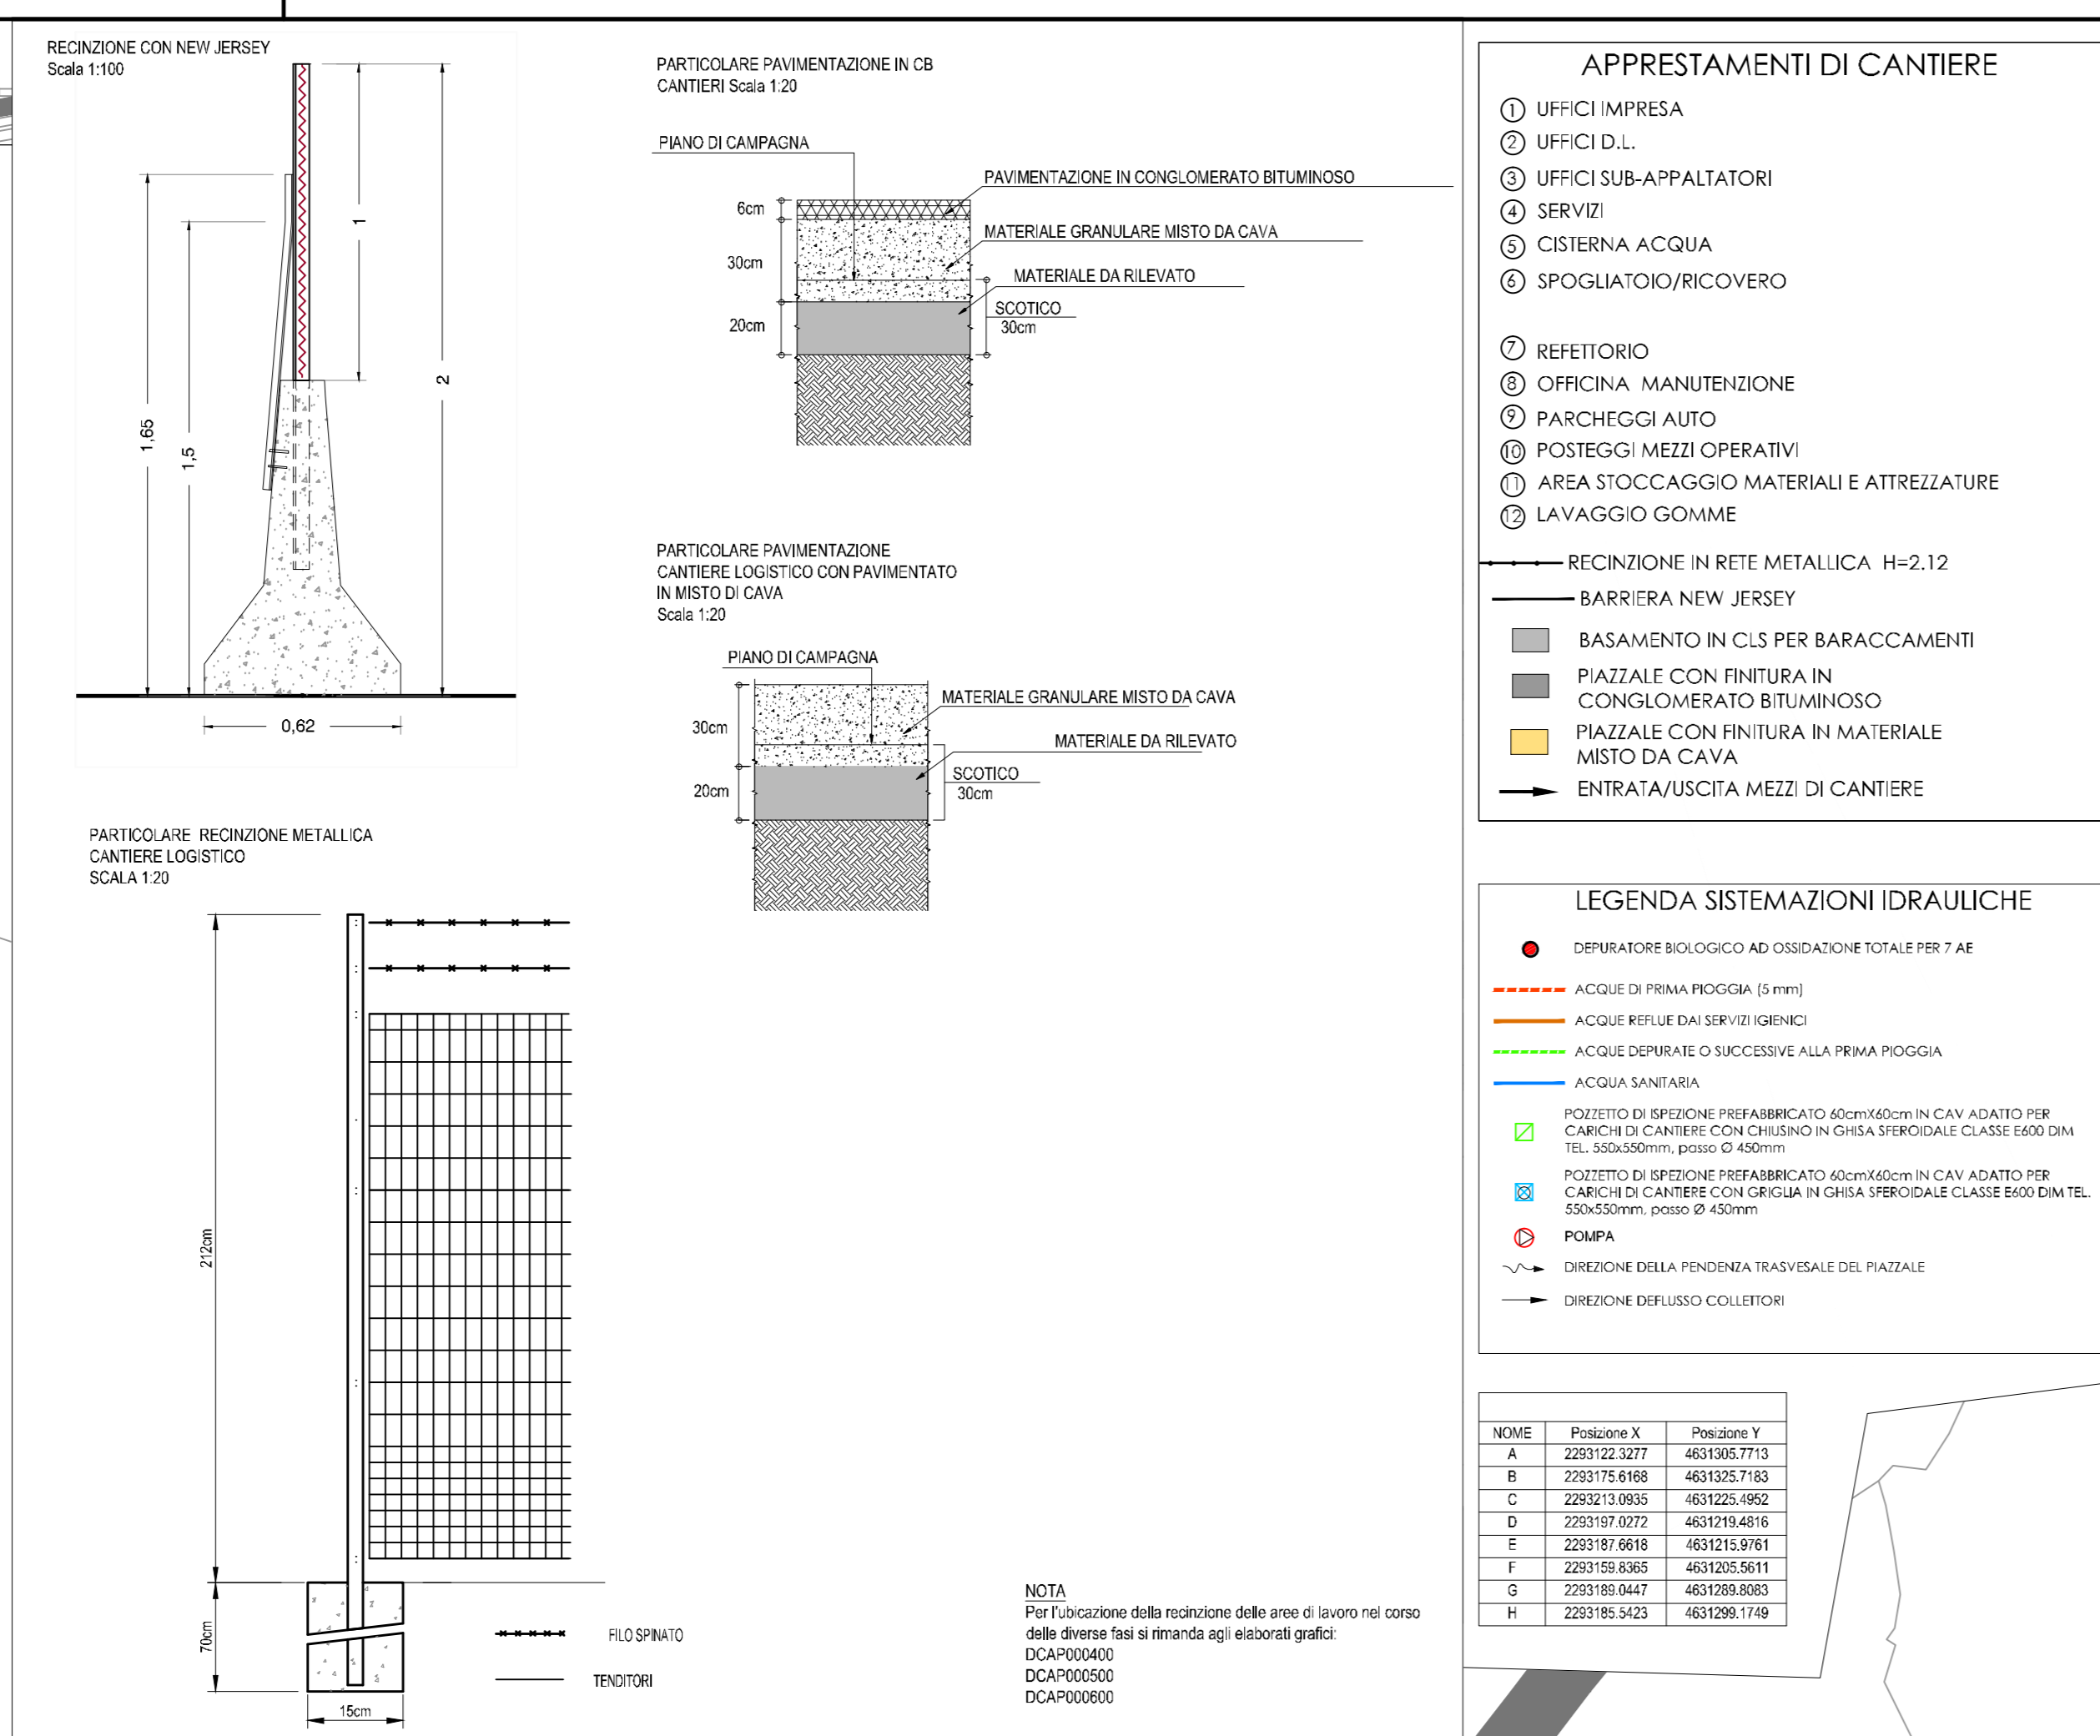 RECINZIONE CON NEW JERSEY
Scala 1:100
1
2
1,65
1,5
0,62
PARTICOLARE PAVIMENTAZIONE IN CB
CANTIERI Scala 1:20
PIANO DI CAMPAGNA
PAVIMENTAZIONE IN CONGLOMERATO BITUMINOSO
6cm
MATERIALE GRANULARE MISTO DA CAVA
30cm
MATERIALE DA RILEVATO
SCOTICO
30cm
20cm
PARTICOLARE PAVIMENTAZIONE
CANTIERE LOGISTICO CON PAVIMENTATO
IN MISTO DI CAVA
Scala 1:20
PIANO DI CAMPAGNA
MATERIALE GRANULARE MISTO DA CAVA
30cm
MATERIALE DA RILEVATO
SCOTICO
30cm
20cm
PARTICOLARE RECINZIONE METALLICA
CANTIERE LOGISTICO
SCALA 1:20
212cm
70cm
15cm
FILO SPINATO
TENDITORI
NOTA
Per l'ubicazione della recinzione delle aree di lavoro nel corso
delle diverse fasi si rimanda agli elaborati grafici:
DCAP000400
DCAP000500
DCAP000600
APPRESTAMENTI DI CANTIERE
1 UFFICI IMPRESA
2 UFFICI D.L.
3 UFFICI SUB-APPALTATORI
4 SERVIZI
5 CISTERNA ACQUA
6 SPOGLIATOIO/RICOVERO
7 REFETTORIO
8 OFFICINA MANUTENZIONE
9 PARCHEGGI AUTO
10 POSTEGGI MEZZI OPERATIVI
11 AREA STOCCAGGIO MATERIALI E ATTREZZATURE
12 LAVAGGIO GOMME
RECINZIONE IN RETE METALLICA H=2.12
BARRIERA NEW JERSEY
BASAMENTO IN CLS PER BARACCAMENTI
PIAZZALE CON FINITURA IN
CONGLOMERATO BITUMINOSO
PIAZZALE CON FINITURA IN MATERIALE
MISTO DA CAVA
ENTRATA/USCITA MEZZI DI CANTIERE
LEGENDA SISTEMAZIONI IDRAULICHE
DEPURATORE BIOLOGICO AD OSSIDAZIONE TOTALE PER 7 AE
ACQUE DI PRIMA PIOGGIA (5 mm)
ACQUE REFLUE DAI SERVIZI IGIENICI
ACQUE DEPURATE O SUCCESSIVE ALLA PRIMA PIOGGIA
ACQUA SANITARIA
POZZETTO DI ISPEZIONE PREFABBRICATO 60cmX60cm IN CAV ADATTO PER
CARICHI DI CANTIERE CON CHIUSINO IN GHISA SFEROIDALE CLASSE E600 DIM
TEL. 550x550mm, passo Ø 450mm
POZZETTO DI ISPEZIONE PREFABBRICATO 60cmX60cm IN CAV ADATTO PER
CARICHI DI CANTIERE CON GRIGLIA IN GHISA SFEROIDALE CLASSE E600 DIM TEL.
550x550mm, passo Ø 450mm
POMPA
DIREZIONE DELLA PENDENZA TRASVESALE DEL PIAZZALE
DIREZIONE DEFLUSSO COLLETTORI
NOME Posizione X Posizione Y
A 2293122.3277 4631305.7713
B 2293175.6168 4631325.7183
C 2293213.0935 4631225.4952
D 2293197.0272 4631219.4816
E 2293187.6618 4631215.9761
F 2293159.8365 4631205.5611
G 2293189.0447 4631289.8083
H 2293185.5423 4631299.1749